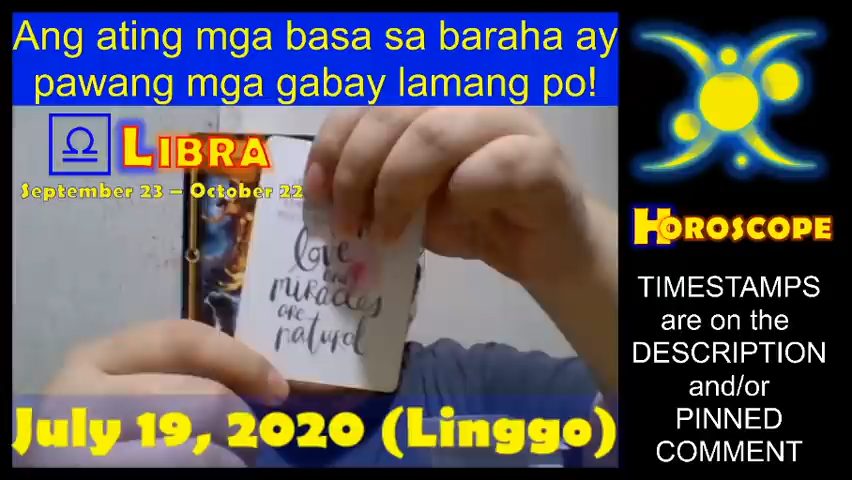 Ang ating mga basa sa baraha ay
pawang mga gabay lamang po!
LIBRA
September 23 – October 22
love
and
miracles
are
natural
July 19, 2020 (Linggo)
HOROSCOPE
TIMESTAMPS
are on the
DESCRIPTION
and/or
PINNED
COMMENT